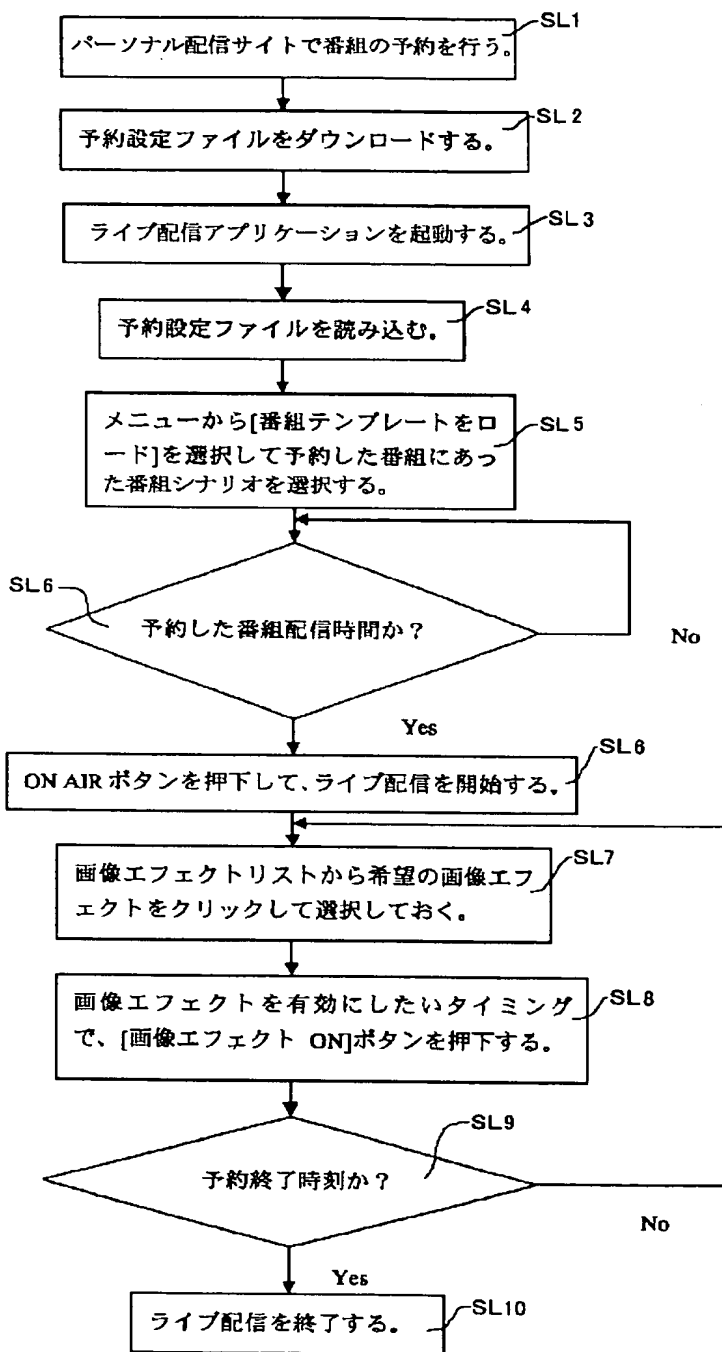 SL1
パーソナル配信サイトで番組の予約を行う。
SL2
予約設定ファイルをダウンロードする。
SL3
ライブ配信アプリケーションを起動する。
SL4
予約設定ファイルを読み込む。
SL5
メニューから[番組テンプレートをロ
ード]を選択して予約した番組にあっ
た番組シナリオを選択する。
SL6
予約した番組配信時間か？
No
Yes
SL6
ON AIR ボタンを押下して、ライブ配信を開始する。
SL7
画像エフェクトリストから希望の画像エフ
ェクトをクリックして選択しておく。
SL8
画像エフェクトを有効にしたいタイミング
で、[画像エフェクト ON]ボタンを押下する。
SL9
予約終了時刻か？
No
Yes
SL10
ライブ配信を終了する。